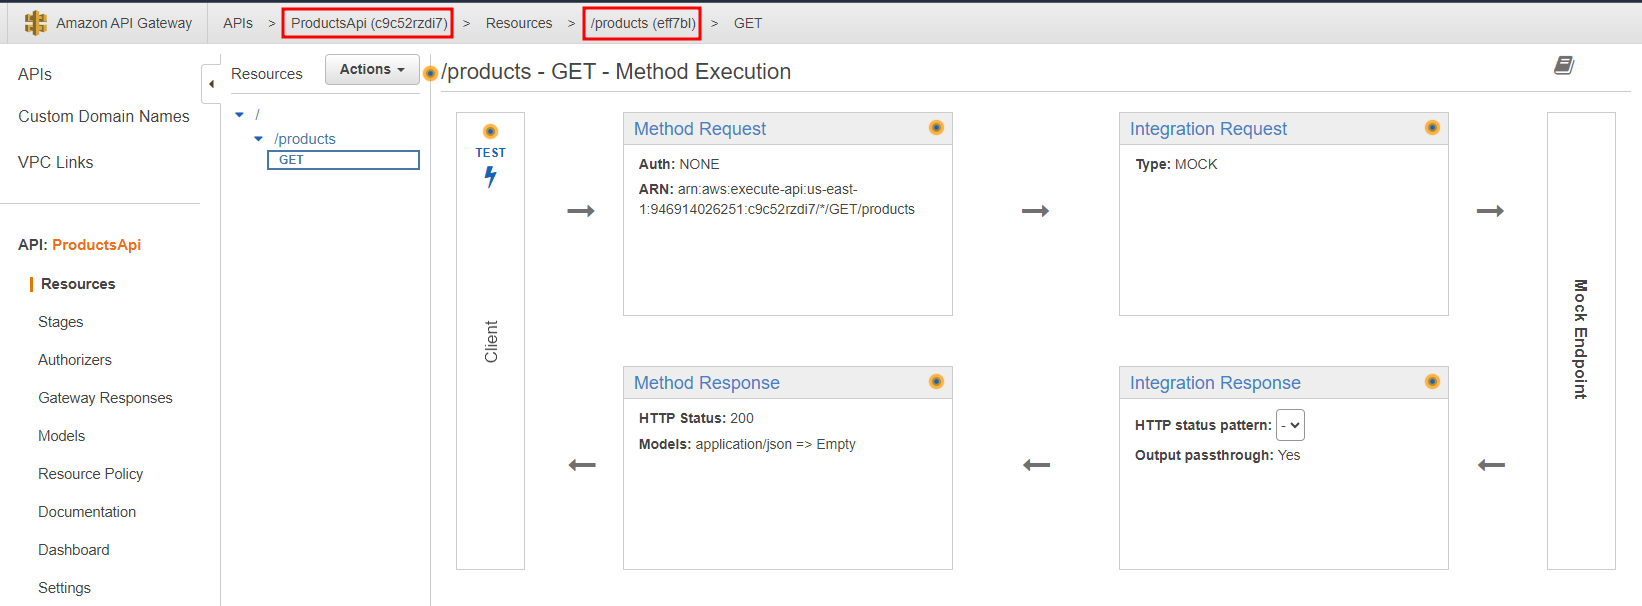 Amazon API Gateway
APIs > ProductsApi (c9c52rzdi7) > Resources > /products (eff7bl) > GET
APIs
Custom Domain Names
VPC Links
API: ProductsApi
Resources
Stages
Authorizers
Gateway Responses
Models
Resource Policy
Documentation
Dashboard
Settings
Resources
Actions
/
/products
GET
/products - GET - Method Execution
TEST
Client
Method Request
Auth: NONE
ARN: arn:aws:execute-api:us-east-
1:946914026251:c9c52rzdi7/*/GET/products
Integration Request
Type: MOCK
Mock Endpoint
Method Response
HTTP Status: 200
Models: application/json => Empty
Integration Response
HTTP status pattern: -
Output passthrough: Yes